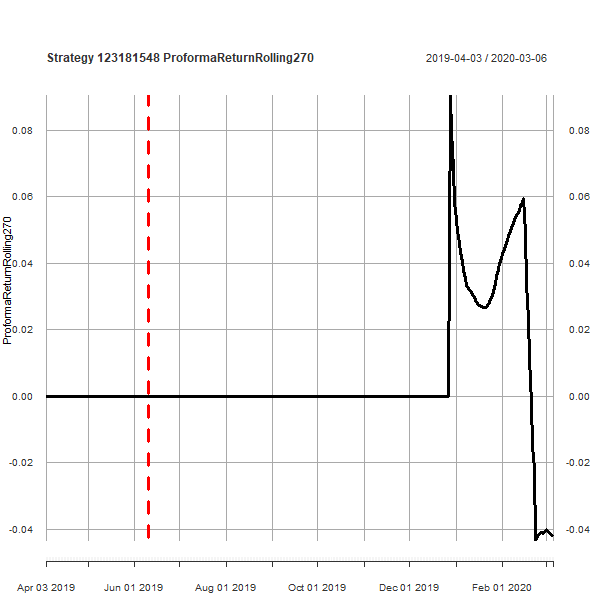 Strategy 123181548 ProformaReturnRolling270
2019-04-03 / 2020-03-06
0.08 0.08
0.06 0.06
0.04 0.04
0.02 0.02
0.00 0.00
-0.02 -0.02
-0.04 -0.04
ProformaReturnRolling270
Apr 03 2019 Jun 01 2019 Aug 01 2019 Oct 01 2019 Dec 01 2019 Feb 01 2020